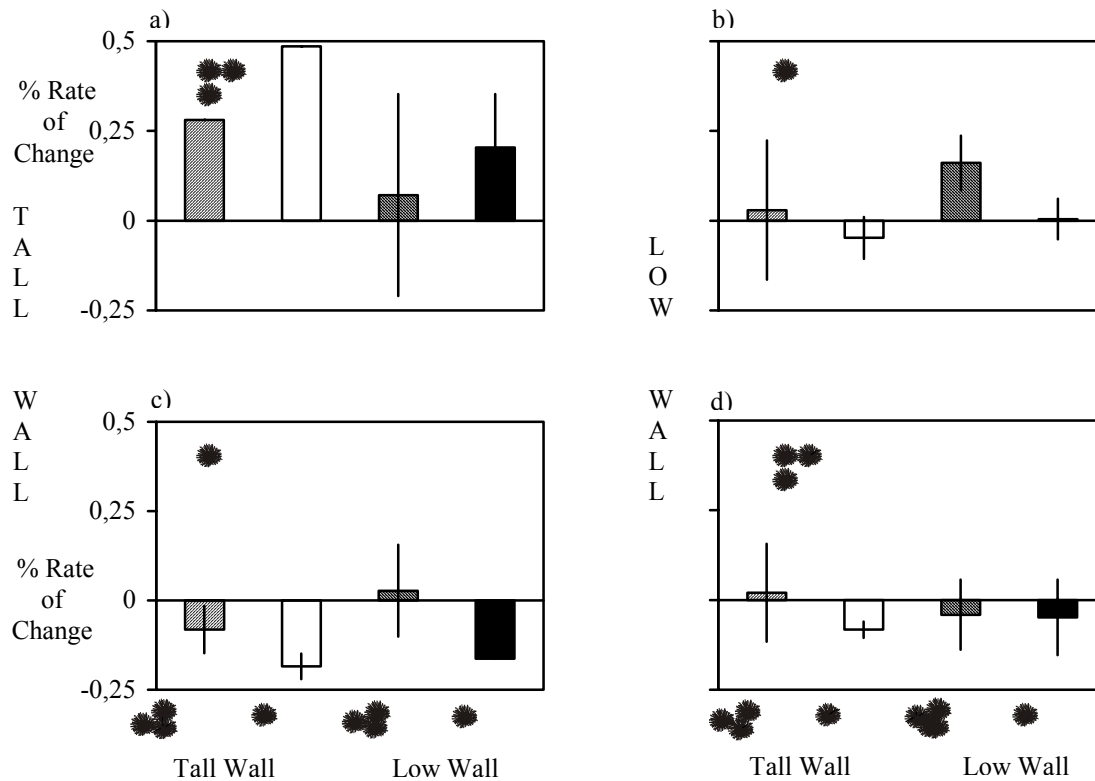 a)
b)
0,5
% Rate
of
Change
0,25
0
-0,25
T
A
L
L
L
O
W
c)
d)
W
A
L
L
W
A
L
L
0,5
0,25
% Rate
of
Change
0
-0,25
Tall Wall
Low Wall
Tall Wall
Low Wall